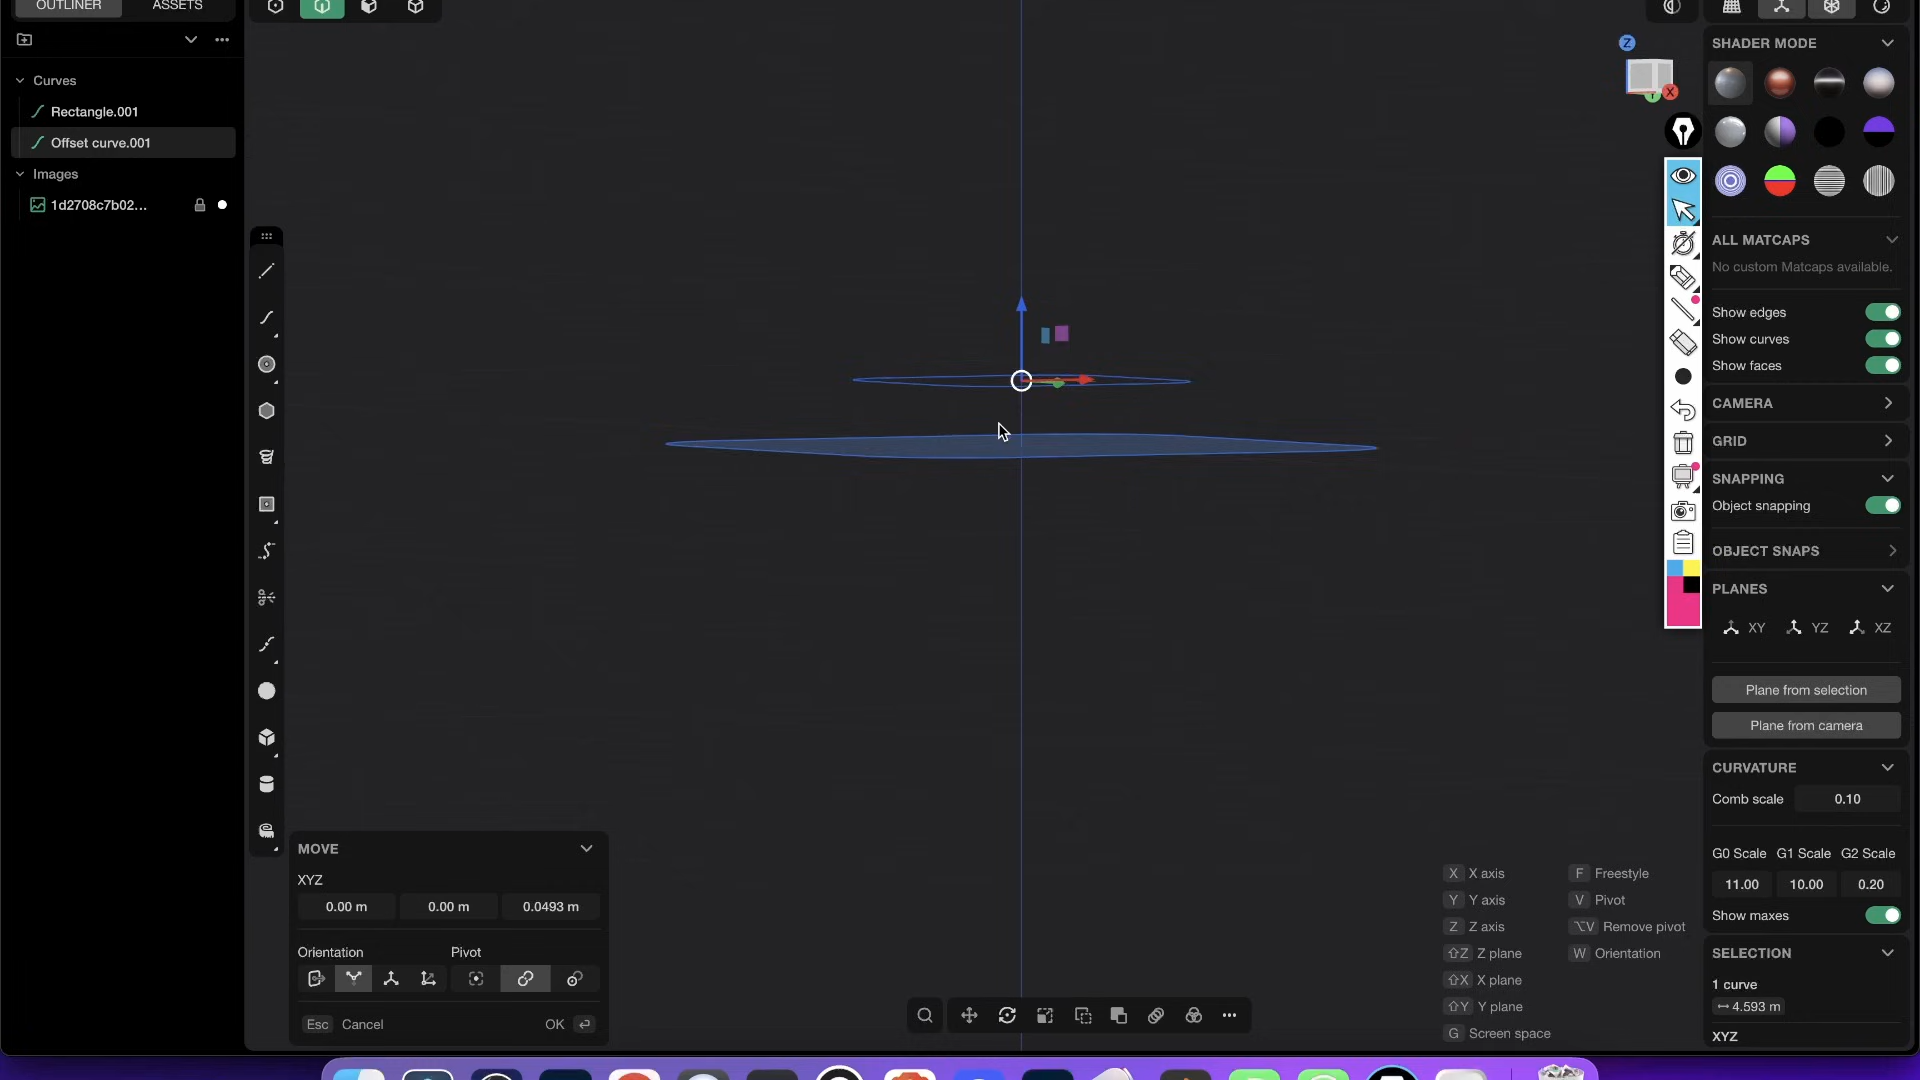 OUTLINER
ASSETS
Curves
Rectangle.001
Offset curve.001
Images
1d2708c7b02...
Z
X
Y
SHADER MODE
ALL MATCAPS
No custom Matcaps available.
Show edges
Show curves
Show faces
CAMERA
GRID
SNAPPING
Object snapping
OBJECT SNAPS
PLANES
XY
YZ
XZ
Plane from selection
Plane from camera
CURVATURE
Comb scale
0.10
G0 Scale
G1 Scale
G2 Scale
11.00
10.00
0.20
Show maxes
SELECTION
1 curve
4.593 m
XYZ
MOVE
XYZ
0.00 m
0.00 m
0.0493 m
Orientation
Pivot
Esc
Cancel
OK
X X axis
F Freestyle
Y Y axis
V Pivot
Z Z axis
⌥V Remove pivot
⇧Z Z plane
W Orientation
⇧X X plane
⇧Y Y plane
G Screen space